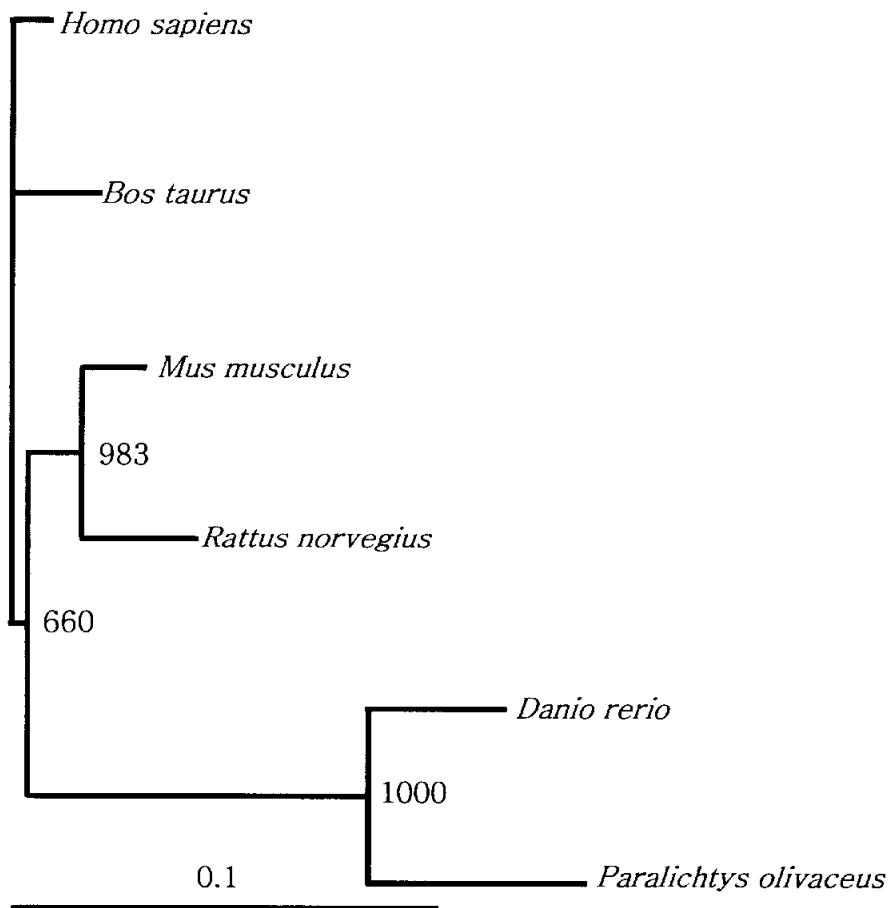 Homo sapiens
Bos taurus
Mus musculus
983
Rattus norvegius
660
Danio rerio
1000
0.1
Paralichtys olivaceus